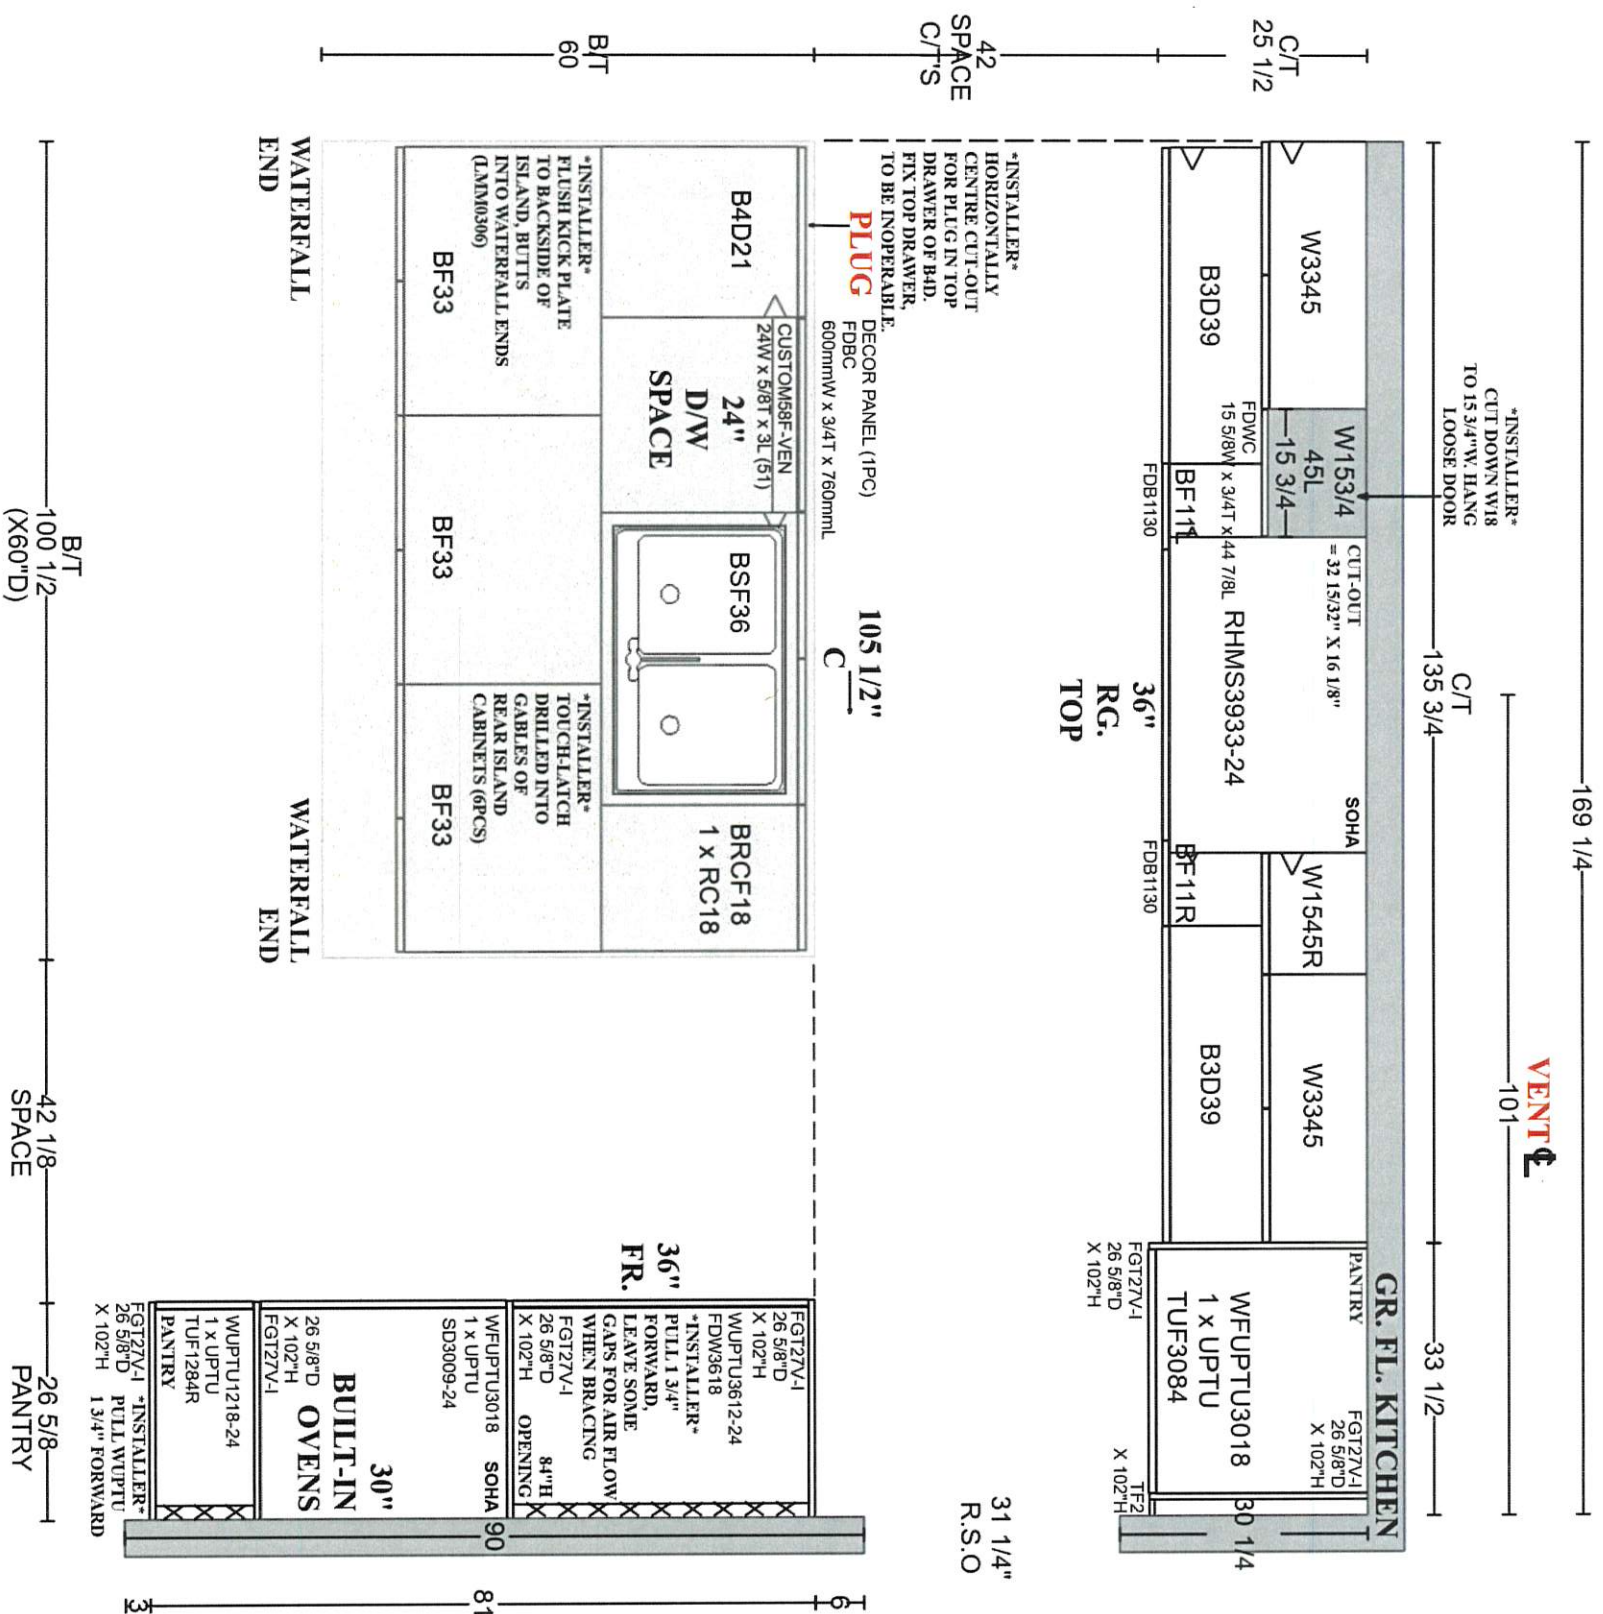 169 1/4
VENT ℄
101
C/T
135 3/4
33 1/2
GR. FL. KITCHEN
*INSTALLER*
CUT DOWN W18
TO 15 3/4"W. HANG
LOOSE DOOR
W3345
W153/4
45L
15 3/4
CUT-OUT
= 32 15/32" X 16 1/8"
SOHA
W1545R
W3345
PANTRY
FGT27V-I
26 5/8"D
X 102"H
B3D39
FDWC
15 5/8W x 3/4T x 44 7/8L
BF11L
FDB1130
RHMS3933-24
36"
RG.
TOP
BF11R
FDB1130
B3D39
WFUPTU3018
1 x UPTU
TUF3084
30 1/4
FGT27V-I
26 5/8"D
X 102"H
TF2
X 102"H
C/T
25 1/2
42
SPACE
C/T'S
B/T
60
31 1/4"
R.S.O
*INSTALLER*
HORIZONTALLY
CENTRE CUT-OUT
FOR PLUG IN TOP
DRAWER OF B4D.
FIX TOP DRAWER,
TO BE INOPERABLE.
PLUG
DECOR PANEL (1PC)
FDBC
600mmW x 3/4T x 760mmL
105 1/2"
C
B4D21
CUSTOM58F-VEN
24W x 5/8T x 3L (51)
24"
D/W
SPACE
BSF36
BRCF18
1 x RC18
*INSTALLER*
FLUSH KICK PLATE
TO BACKSIDE OF
ISLAND, BUTTS
INTO WATERFALL ENDS
(LMM0306)
*INSTALLER*
TOUCH-LATCH
DRILLED INTO
GABLES OF
REAR ISLAND
CABINETS (6PCS)
BF33
BF33
BF33
WATERFALL
END
WATERFALL
END
36"
FR.
FGT27V-I
26 5/8"D
X 102"H
WUPTU3612-24
FDW3618
*INSTALLER*
PULL 1 3/4"
FORWARD,
LEAVE SOME
GAPS FOR AIR FLOW
WHEN BRACING
FGT27V-I
26 5/8"D
X 102"H
84"H
OPENING
WFUPTU3018
1 x UPTU
SD3009-24
SOHA
30"
BUILT-IN
OVENS
26 5/8"D
X 102"H
FGT27V-I
WUPTU1218-24
1 x UPTU
TUF1284R
PANTRY
FGT27V-I
26 5/8"D
X 102"H
*INSTALLER*
PULL WUPTU
1 3/4" FORWARD
90
6
81
3
B/T
100 1/2
(X60"D)
42 1/8
SPACE
26 5/8
PANTRY